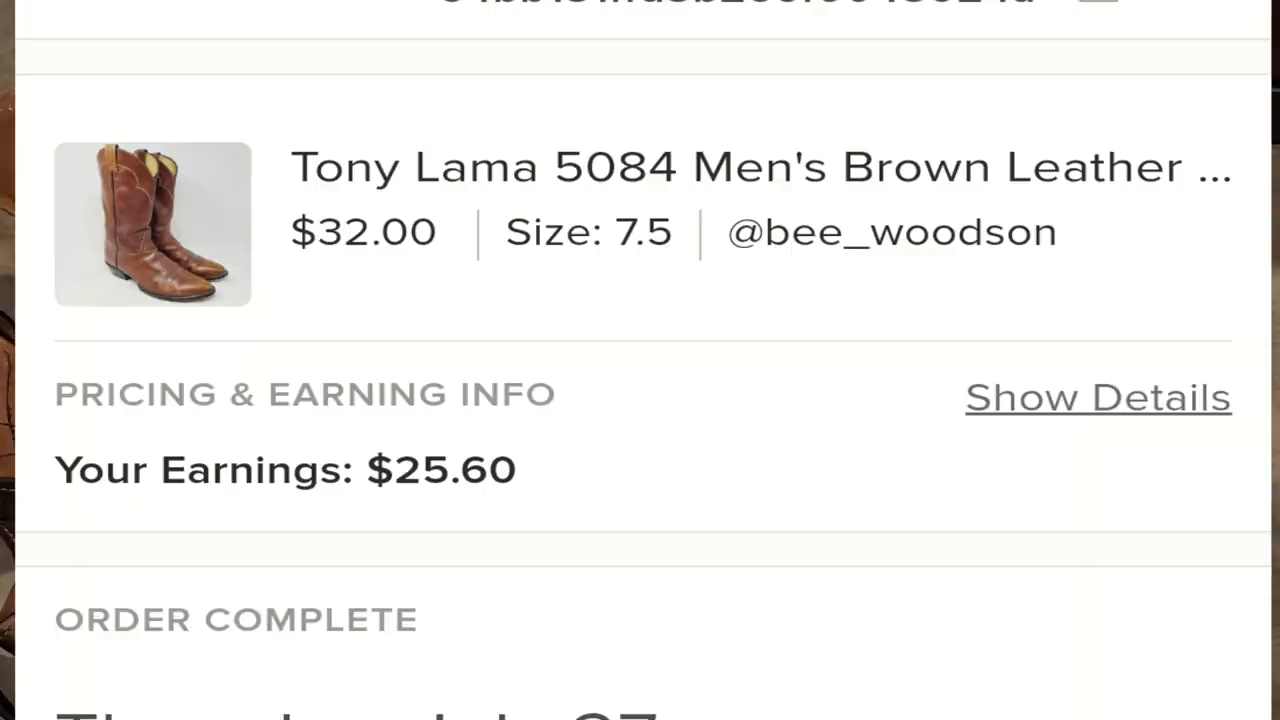 Tony Lama 5084 Men's Brown Leather ...
$32.00 Size: 7.5 @bee_woodson
PRICING & EARNING INFO
Show Details
Your Earnings: $25.60
ORDER COMPLETE